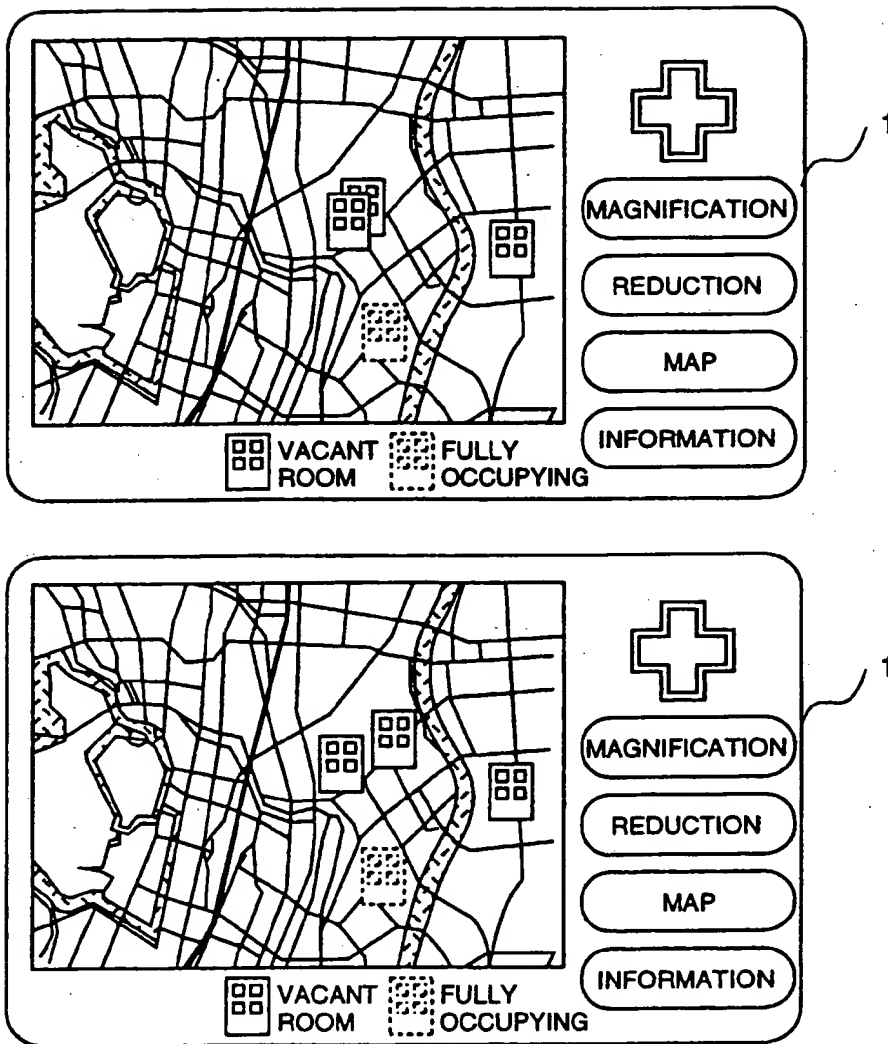 1
MAGNIFICATION
REDUCTION
MAP
INFORMATION
VACANT ROOM
FULLY OCCUPYING
1
MAGNIFICATION
REDUCTION
MAP
INFORMATION
VACANT ROOM
FULLY OCCUPYING